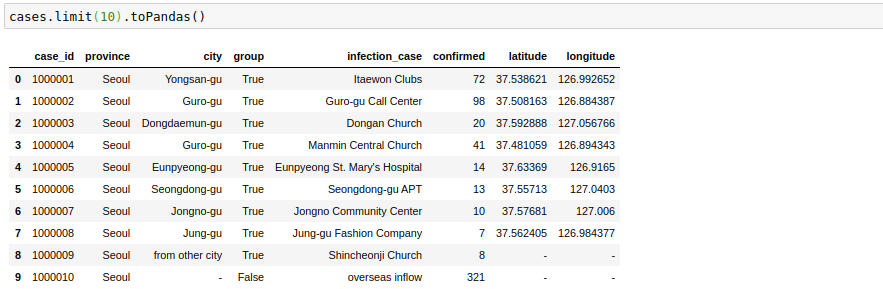 cases.limit(10).toPandas()
case_id province city group infection_case confirmed latitude longitude
0 1000001 Seoul Yongsan-gu True Itaewon Clubs 72 37.538621 126.992652
1 1000002 Seoul Guro-gu True Guro-gu Call Center 98 37.508163 126.884387
2 1000003 Seoul Dongdaemun-gu True Dongan Church 20 37.592888 127.056766
3 1000004 Seoul Guro-gu True Manmin Central Church 41 37.481059 126.894343
4 1000005 Seoul Eunpyeong-gu True Eunpyeong St. Mary's Hospital 14 37.63369 126.9165
5 1000006 Seoul Seongdong-gu True Seongdong-gu APT 13 37.55713 127.0403
6 1000007 Seoul Jongno-gu True Jongno Community Center 10 37.57681 127.006
7 1000008 Seoul Jung-gu True Jung-gu Fashion Company 7 37.562405 126.984377
8 1000009 Seoul from other city True Shincheonji Church 8 - -
9 1000010 Seoul - False overseas inflow 321 - -